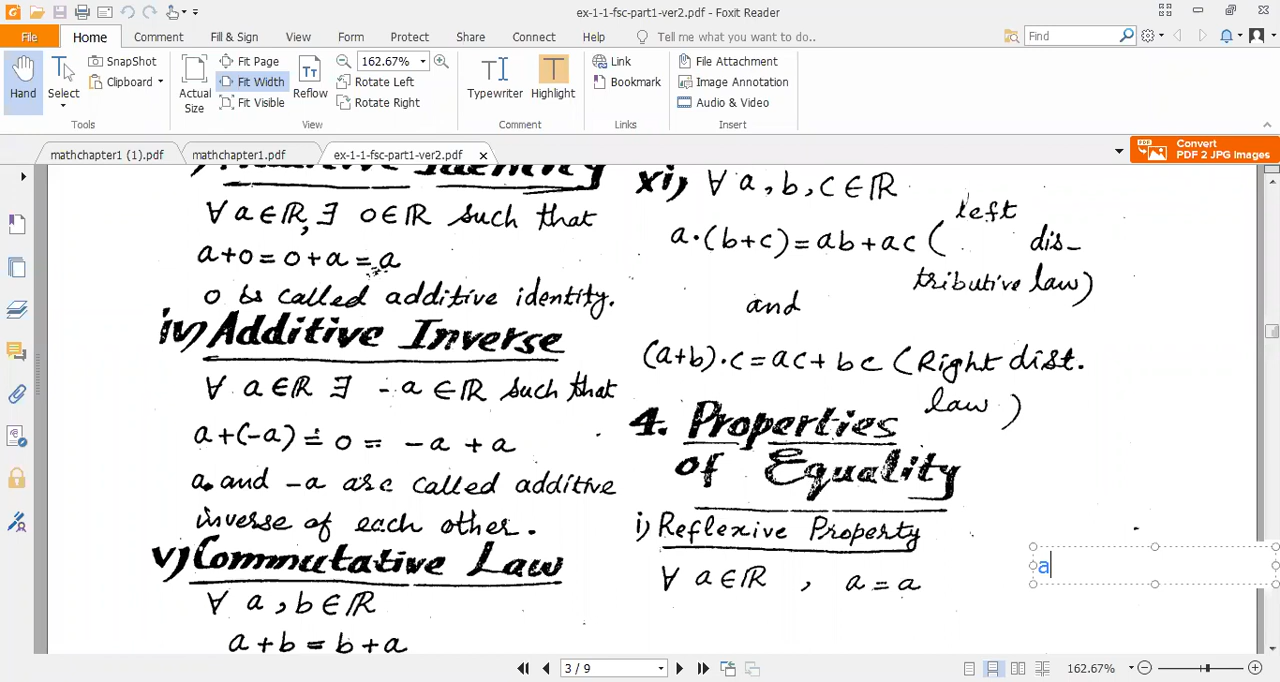 ex-1-1-fsc-part1-ver2.pdf - Foxit Reader
File Home Comment Fill & Sign View Form Protect Share Connect Help Tell me what you want to do.. Find
Hand
Select
SnapShot
Clipboard
Tools
Actual Size
Fit Page
Fit Width
Fit Visible
Reflow
162.67%
Rotate Left
Rotate Right
View
Typewriter
Highlight
Comment
Link
Bookmark
Links
File Attachment
Image Annotation
Audio & Video
Insert
mathchapter1 (1).pdf mathchapter1.pdf ex-1-1-fsc-part1-ver2.pdf
Convert
PDF 2 JPG Images
Identity
∀ a ∈ ℝ, ∃ 0 ∈ ℝ such that
a+0 = 0+a = a
0 is called additive identity.
iv) Additive Inverse
∀ a ∈ ℝ ∃ -a ∈ ℝ such that
a+(-a) = 0 = -a + a
a and -a are called additive
inverse of each other.
v) Commutative Law
∀ a, b ∈ ℝ
a+b = b+a
xi) ∀ a, b, c ∈ ℝ
a·(b+c) = ab+ac (left dis-
tributive law)
and
(a+b)·c = ac+bc (Right dist.
law)
4. Properties
of Equality
i) Reflexive Property
∀ a ∈ ℝ , a = a
a
3 / 9
162.67%